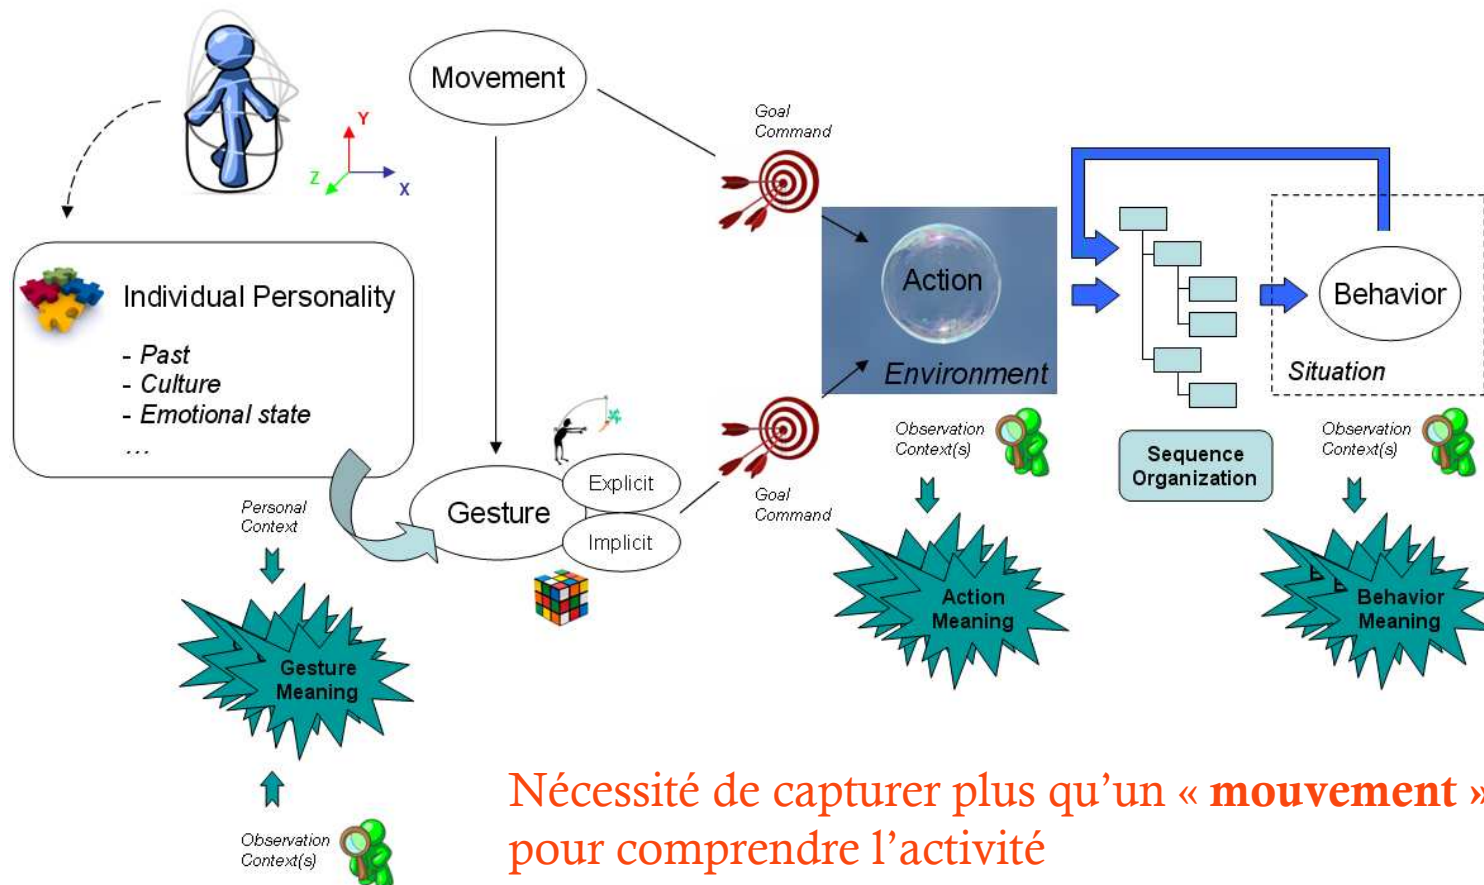 Movement
Y
Z
X
Goal
Command
Individual Personality
- Past
- Culture
- Emotional state
...
Action
Environment
Behavior
Situation
Personal
Context
Gesture
Explicit
Implicit
Goal
Command
Observation
Context(s)
Sequence
Organization
Observation
Context(s)
Gesture
Meaning
Action
Meaning
Behavior
Meaning
Observation
Context(s)
Nécessité de capturer plus qu’un « mouvement »
pour comprendre l’activité